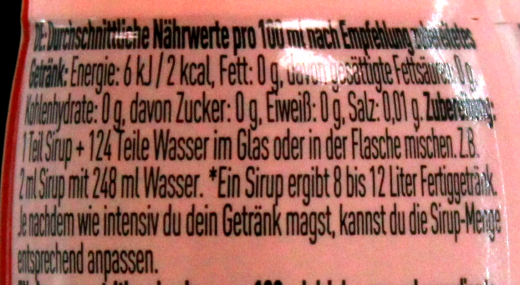 DE: Durchschnittliche Nährwerte pro 100 ml nach Empfehlung zubereitetes
Getränk: Energie: 6 kJ / 2 kcal, Fett: 0 g, davon gesättigte Fettsäuren: 0 g,
Kohlenhydrate: 0 g, davon Zucker: 0 g, Eiweiß: 0 g, Salz: 0,01 g. Zubereitung:
1 Teil Sirup + 124 Teile Wasser im Glas oder in der Flasche mischen. Z.B.
2 ml Sirup mit 248 ml Wasser. *Ein Sirup ergibt 8 bis 12 Liter Fertiggetränk.
Je nachdem wie intensiv du dein Getränk magst, kannst du die Sirup-Menge
entsprechend anpassen.